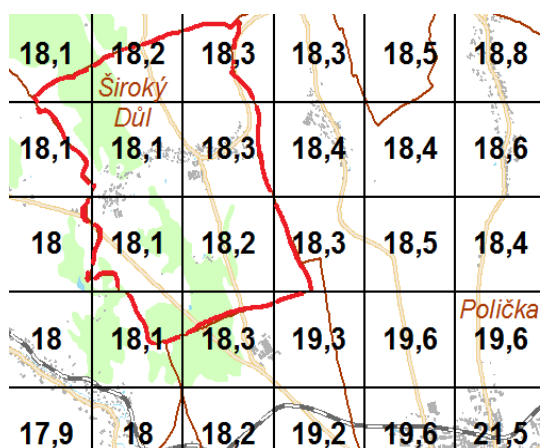 18,1 18,2 18,3 18,3 18,5 18,8
Široký
Důl
18,1 18,1 18,3 18,4 18,4 18,6
18 18,1 18,2 18,3 18,5 18,4
Polička
18 18,1 18,3 19,3 19,6 19,6
17,9 18 18,2 19,2 19,6 21,5